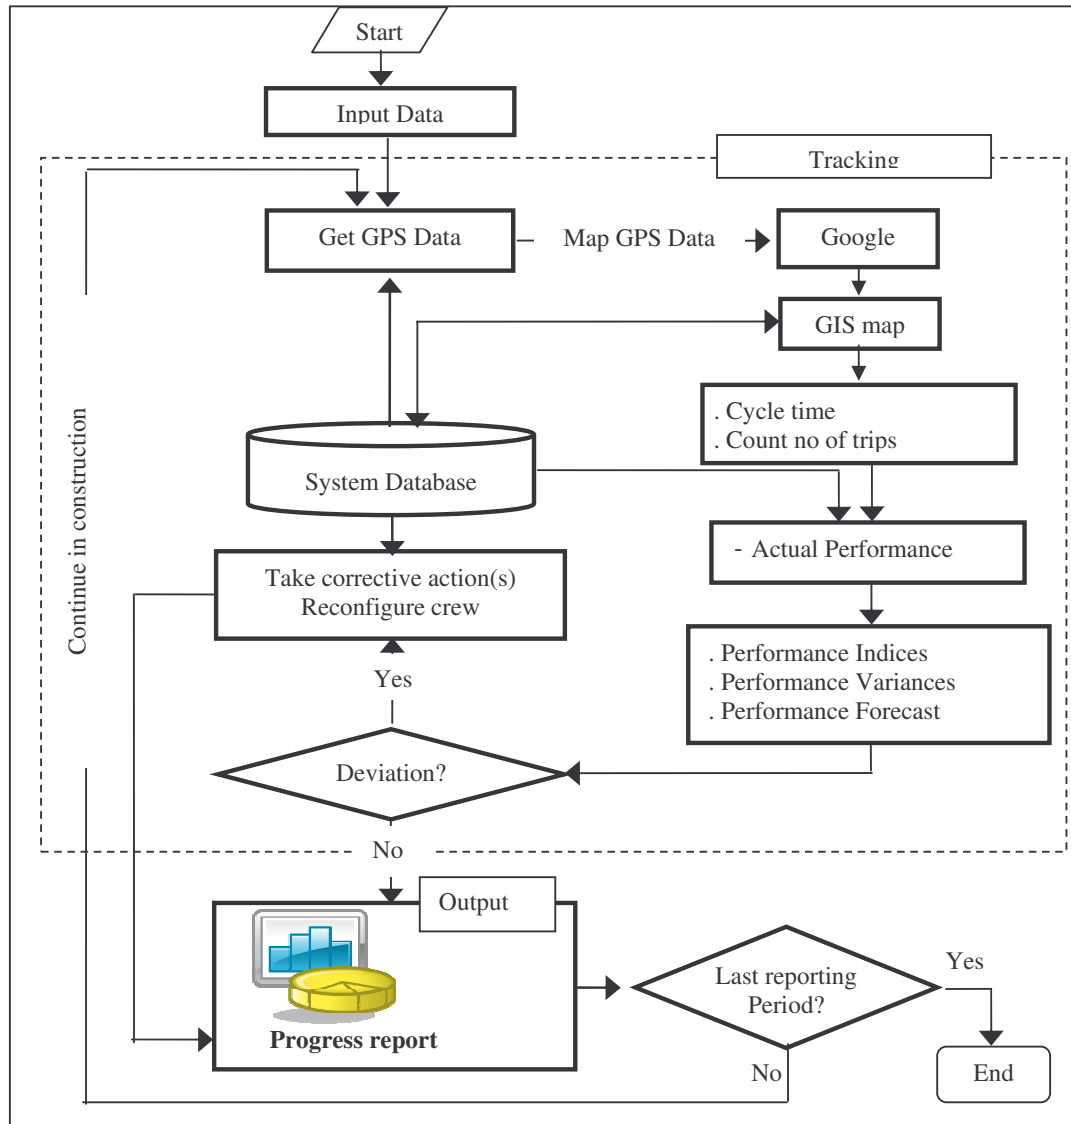 Start
Input Data
Tracking
Get GPS Data
Map GPS Data
Google
GIS map
. Cycle time
. Count no of trips
System Database
- Actual Performance
Take corrective action(s)
Reconfigure crew
. Performance Indices
. Performance Variances
. Performance Forecast
Continue in construction
Yes
Deviation?
No
Output
Progress report
Last reporting
Period?
Yes
No
End